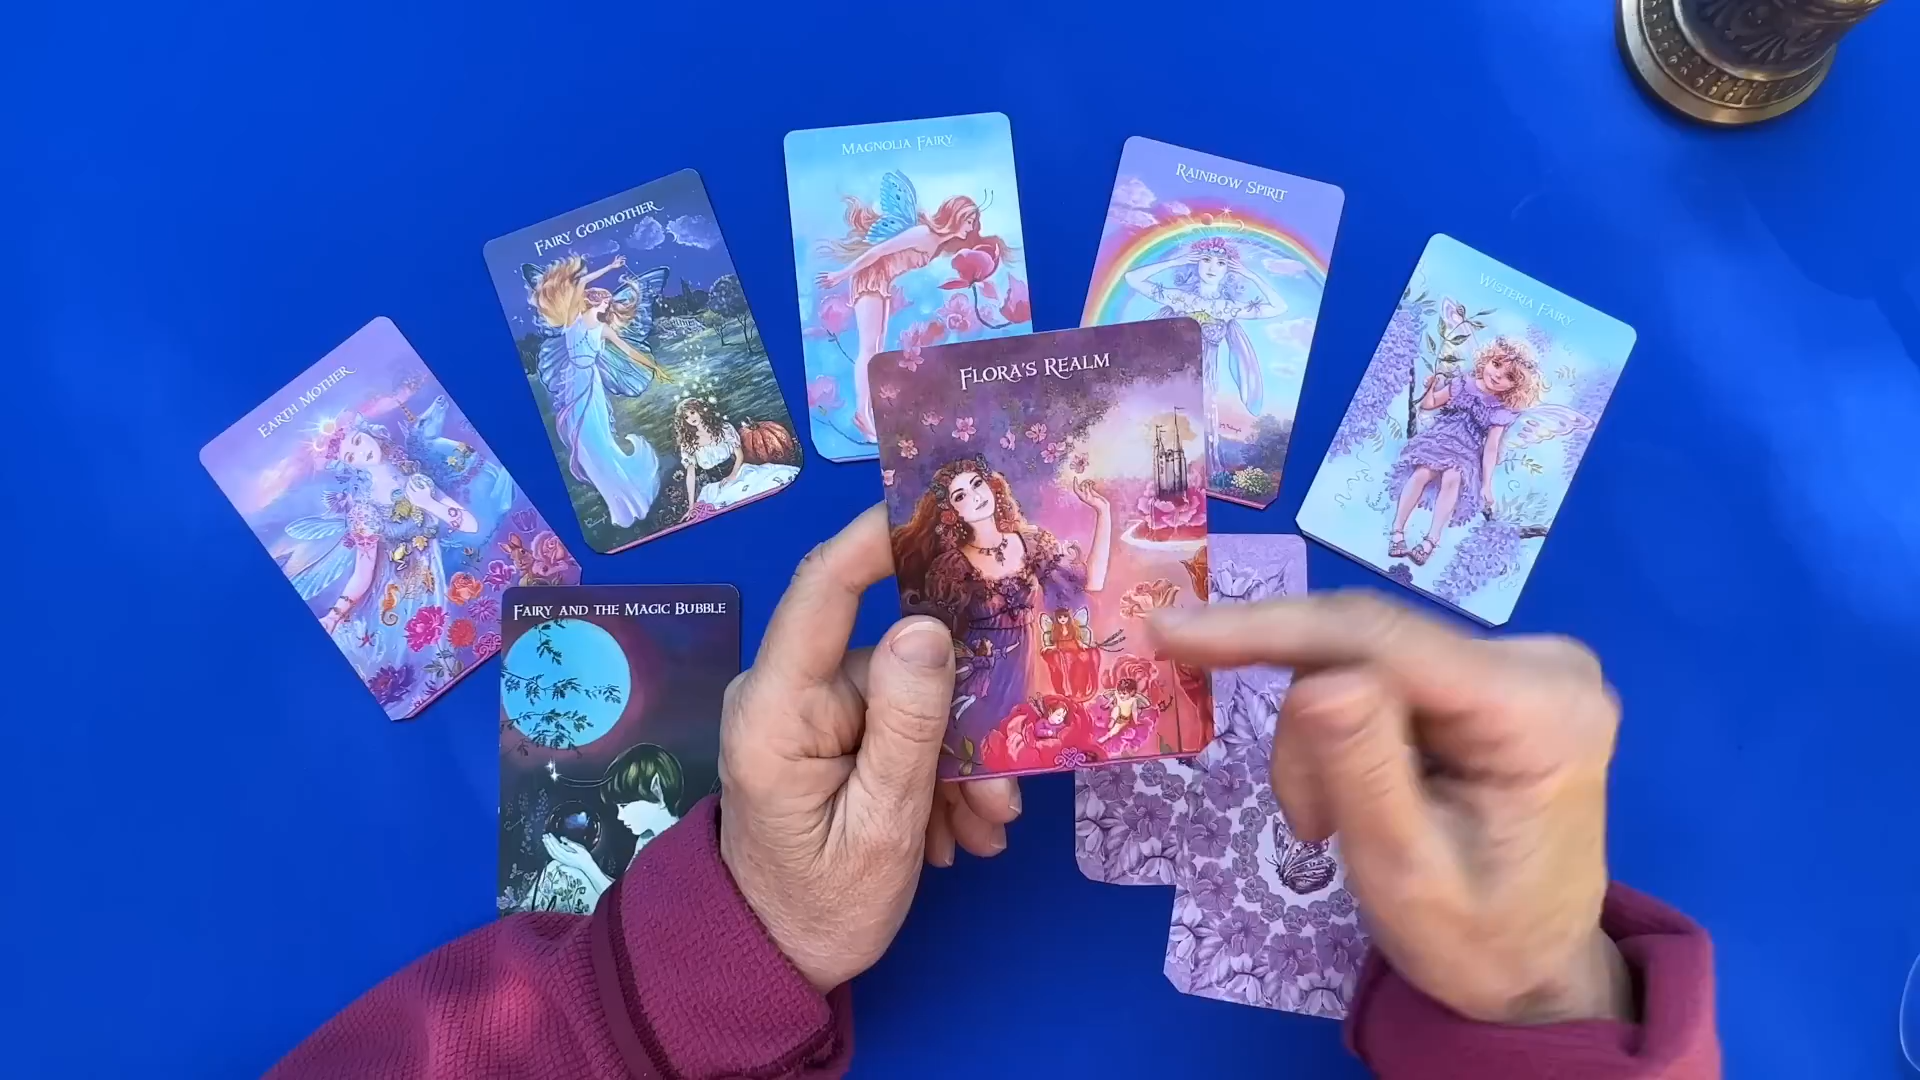 Magnolia Fairy
Rainbow Spirit
Fairy Godmother
Wisteria Fairy
Earth Mother
Flora's Realm
Fairy and the Magic Bubble